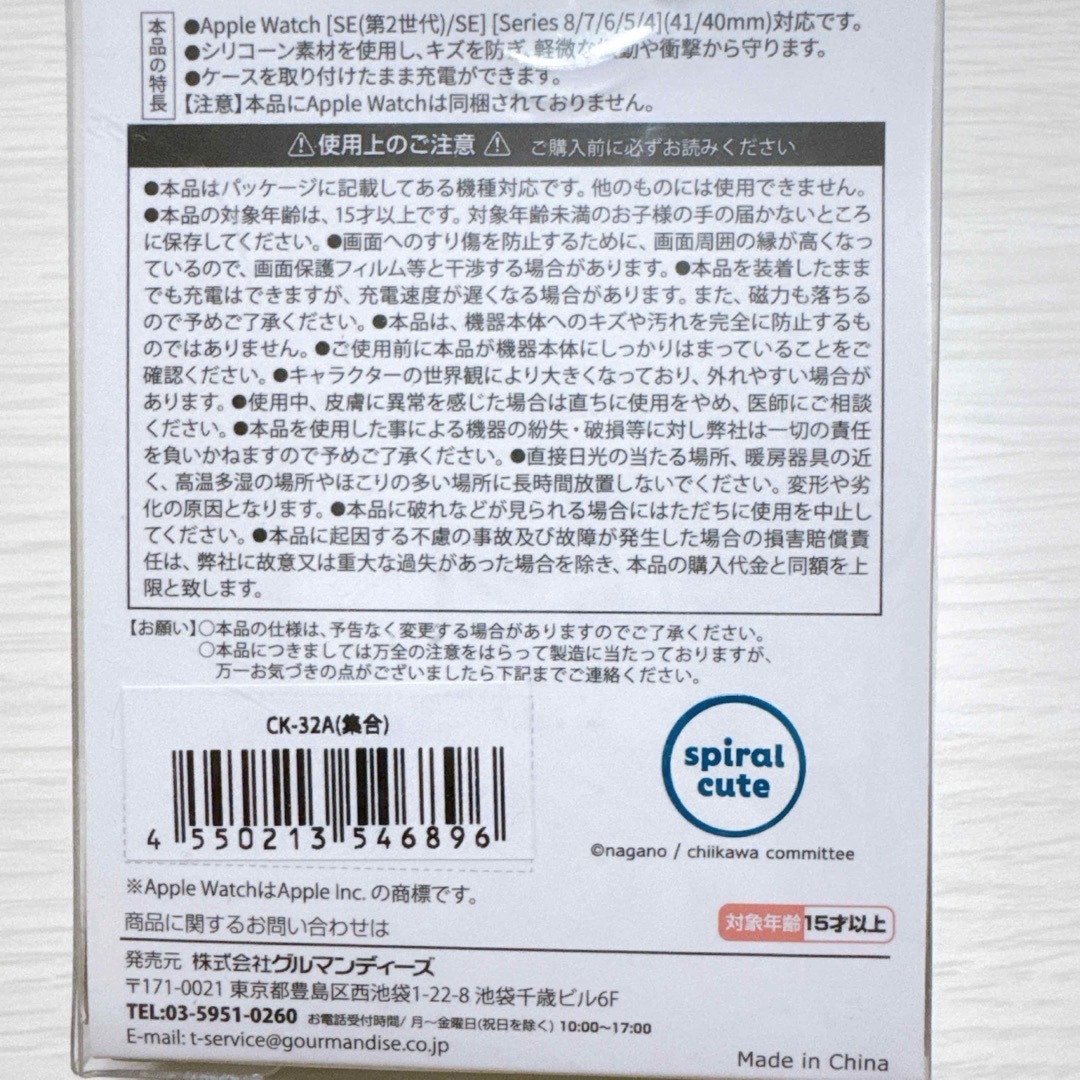 本品の特長
●Apple Watch [SE(第2世代)/SE] [Series 8/7/6/5/4](41/40mm)対応です。
●シリコーン素材を使用し、キズを防ぎ、軽微な 動や衝撃から守ります。
●ケースを取り付けたまま充電ができます。
【注意】本品にApple Watchは同梱されておりません。
⚠使用上のご注意⚠ ご購入前に必ずお読みください
●本品はパッケージに記載してある機種対応です。他のものには使用できません。
●本品の対象年齢は、15才以上です。対象年齢未満のお子様の手の届かないところ
に保存してください。●画面へのすり傷を防止するために、画面周囲の縁が高くなっ
ているので、画面保護フィルム等と干渉する場合があります。●本品を装着したまま
でも充電はできますが、充電速度が遅くなる場合があります。また、磁力も落ちる
ので予めご了承ください。●本品は、機器本体へのキズや汚れを完全に防止するも
のではありません。●ご使用前に本品が機器本体にしっかりはまっていることをご
確認ください。●キャラクターの世界観により大きくなっており、外れやすい場合が
あります。●使用中、皮膚に異常を感じた場合は直ちに使用をやめ、医師にご相談
ください。●本品を使用した事による機器の紛失・破損等に対し弊社は一切の責任
を負いかねますので予めご了承ください。●直接日光の当たる場所、暖房器具の近
く、高温多湿の場所やほこりの多い場所に長時間放置しないでください。変形や劣
化の原因となります。●本品に破れなどが見られる場合にはただちに使用を中止し
てください。●本品に起因する不慮の事故及び故障が発生した場合の損害賠償責
任は、弊社に故意又は重大な過失があった場合を除き、本品の購入代金と同額を上
限と致します。
【お願い】○本品の仕様は、予告なく変更する場合がありますのでご了承ください。
○本品につきましては万全の注意をはらって製造に当たっておりますが、
万一お気づきの点がございましたら下記までご連絡ください。
CK-32A(集合)
4 550213 546896
spiral
cute
©nagano / chiikawa committee
※Apple WatchはApple Inc. の商標です。
商品に関するお問い合わせは
対象年齢 15才以上
発売元 株式会社グルマンディーズ
〒171-0021 東京都豊島区西池袋1-22-8 池袋千歳ビル6F
TEL:03-5951-0260 お電話受付時間/ 月〜金曜日(祝日を除く) 10:00〜17:00
E-mail: t-service@gourmandise.co.jp
Made in China